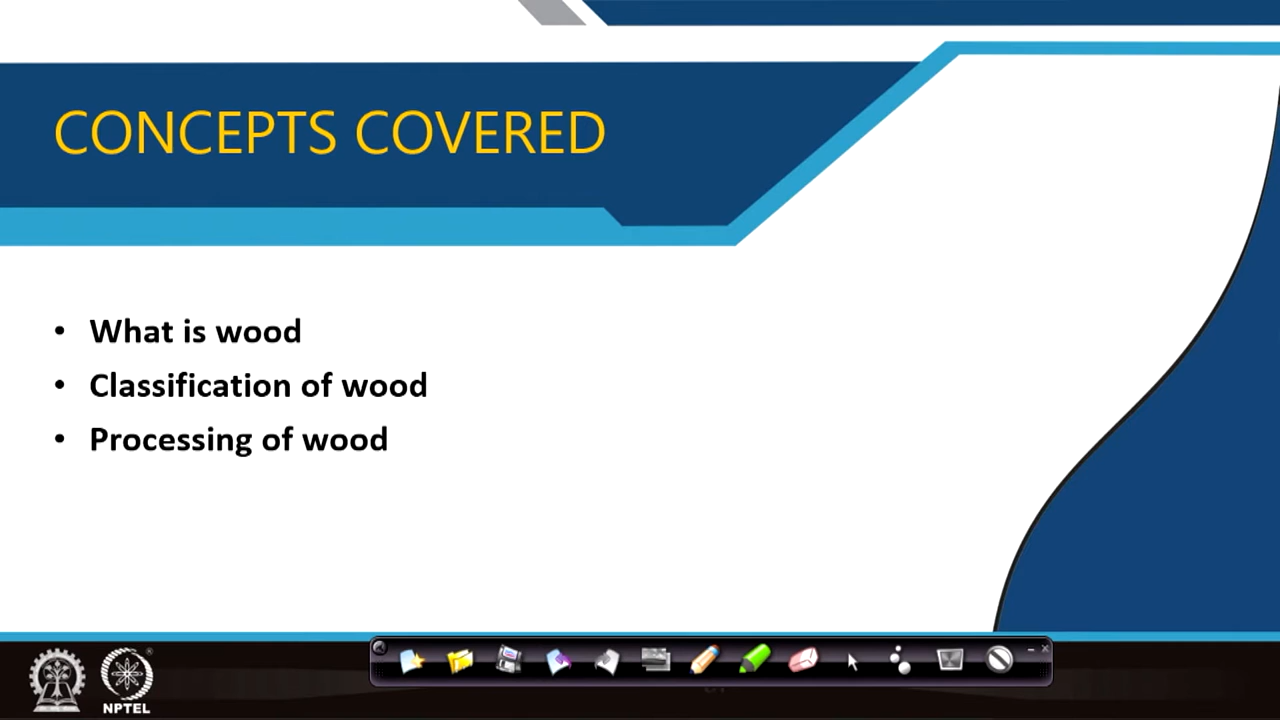 CONCEPTS COVERED
• What is wood
• Classification of wood
• Processing of wood
NPTEL